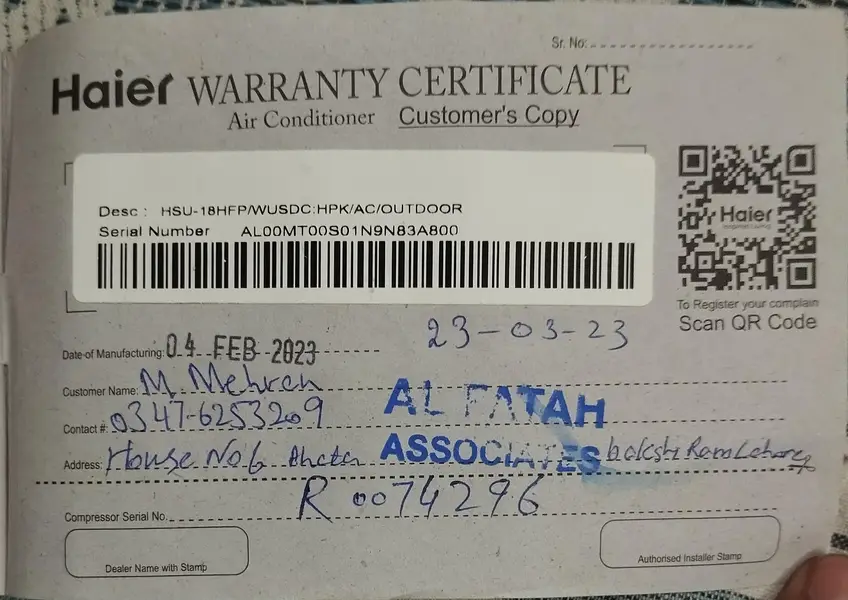 Sr. No:
Haier WARRANTY CERTIFICATE
Air Conditioner Customer's Copy
Desc : HSU-18HFP/WUSDC:HPK/AC/OUTDOOR
Serial Number AL00MT00S01N9N83A800
Haier
To Register your complain
Scan QR Code
23-03-23
Date of Manufacturing: 04 FEB 2023
Customer Name: M. Mehran
Contact #: 0347-6253209
AL FATAH
ASSOCIATES
Address: House No 6 Ahata bakshi Ram Lahore
R 0074296
Compressor Serial No.
Dealer Name with Stamp
Authorised Installer Stamp